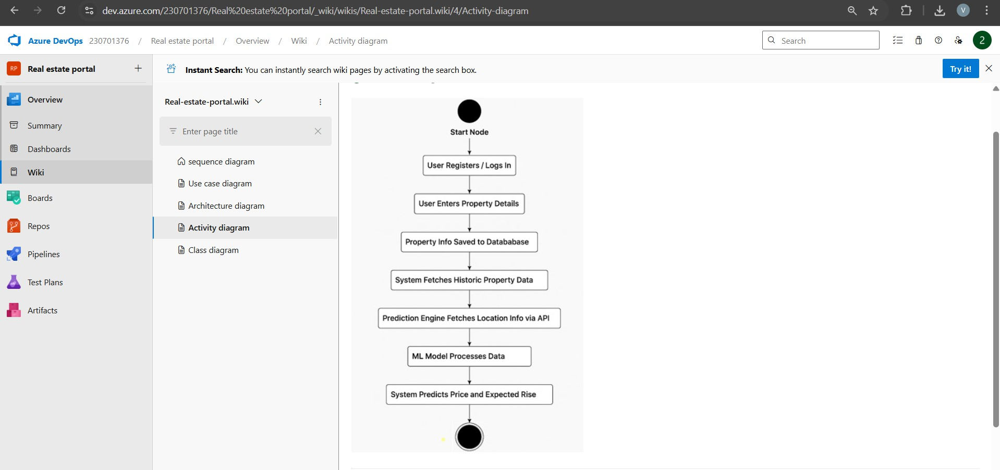 dev.azure.com/230701376/Real%20estate%20portal/_wiki/wikis/Real-estate-portal.wiki/4/Activity-diagram
V
Azure DevOps 230701376 / Real estate portal / Overview / Wiki / Activity diagram
Search
2
RP Real estate portal +
Instant Search: You can instantly search wiki pages by activating the search box.
Try it!
Overview
Summary
Dashboards
Wiki
Boards
Repos
Pipelines
Test Plans
Artifacts
Real-estate-portal.wiki
Enter page title
sequence diagram
Use case diagram
Architecture diagram
Activity diagram
Class diagram
Start Node
User Registers / Logs In
User Enters Property Details
Property Info Saved to Datababase
System Fetches Historic Property Data
Prediction Engine Fetches Location Info via API
ML Model Processes Data
System Predicts Price and Expected Rise